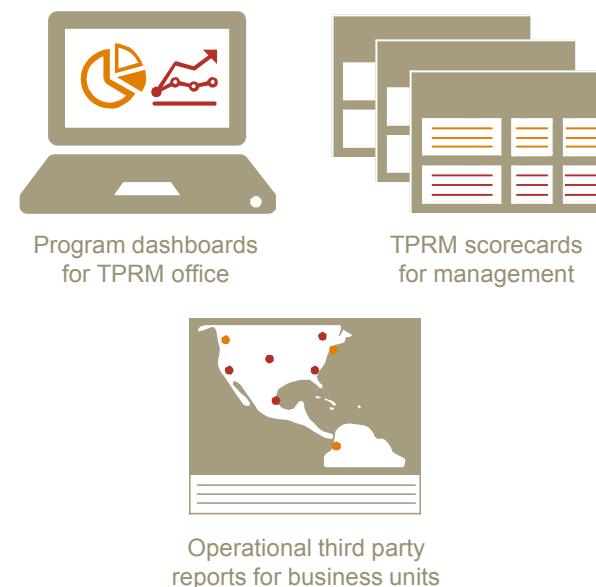 Program dashboards
for TPRM office
TPRM scorecards
for management
Operational third party
reports for business units